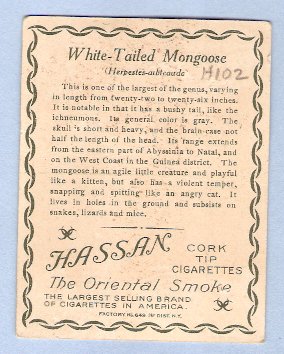 White-Tailed Mongoose
(Herpestes-albicauda)
H102
This is one of the largest of the genus, varying
in length from twenty-two to twenty-six inches.
It is notable in that it has a bushy tail, like the
ichneumons. Its general color is gray. The
skull is short and heavy, and the brain-case not
half the length of the head. Its range extends
from the eastern part of Abyssinia to Natal, and
on the West Coast in the Guinea district. The
mongoose is an agile little creature and playful
like a kitten, but also has a violent temper,
snapping and spitting like an angry cat. It
lives in holes in the ground and subsists on
snakes, lizards and mice.
HASSAN
CORK
TIP
CIGARETTES
The Oriental Smoke
THE LARGEST SELLING BRAND
OF CIGARETTES IN AMERICA.
FACTORY No. 649 1st DIST. N.Y.